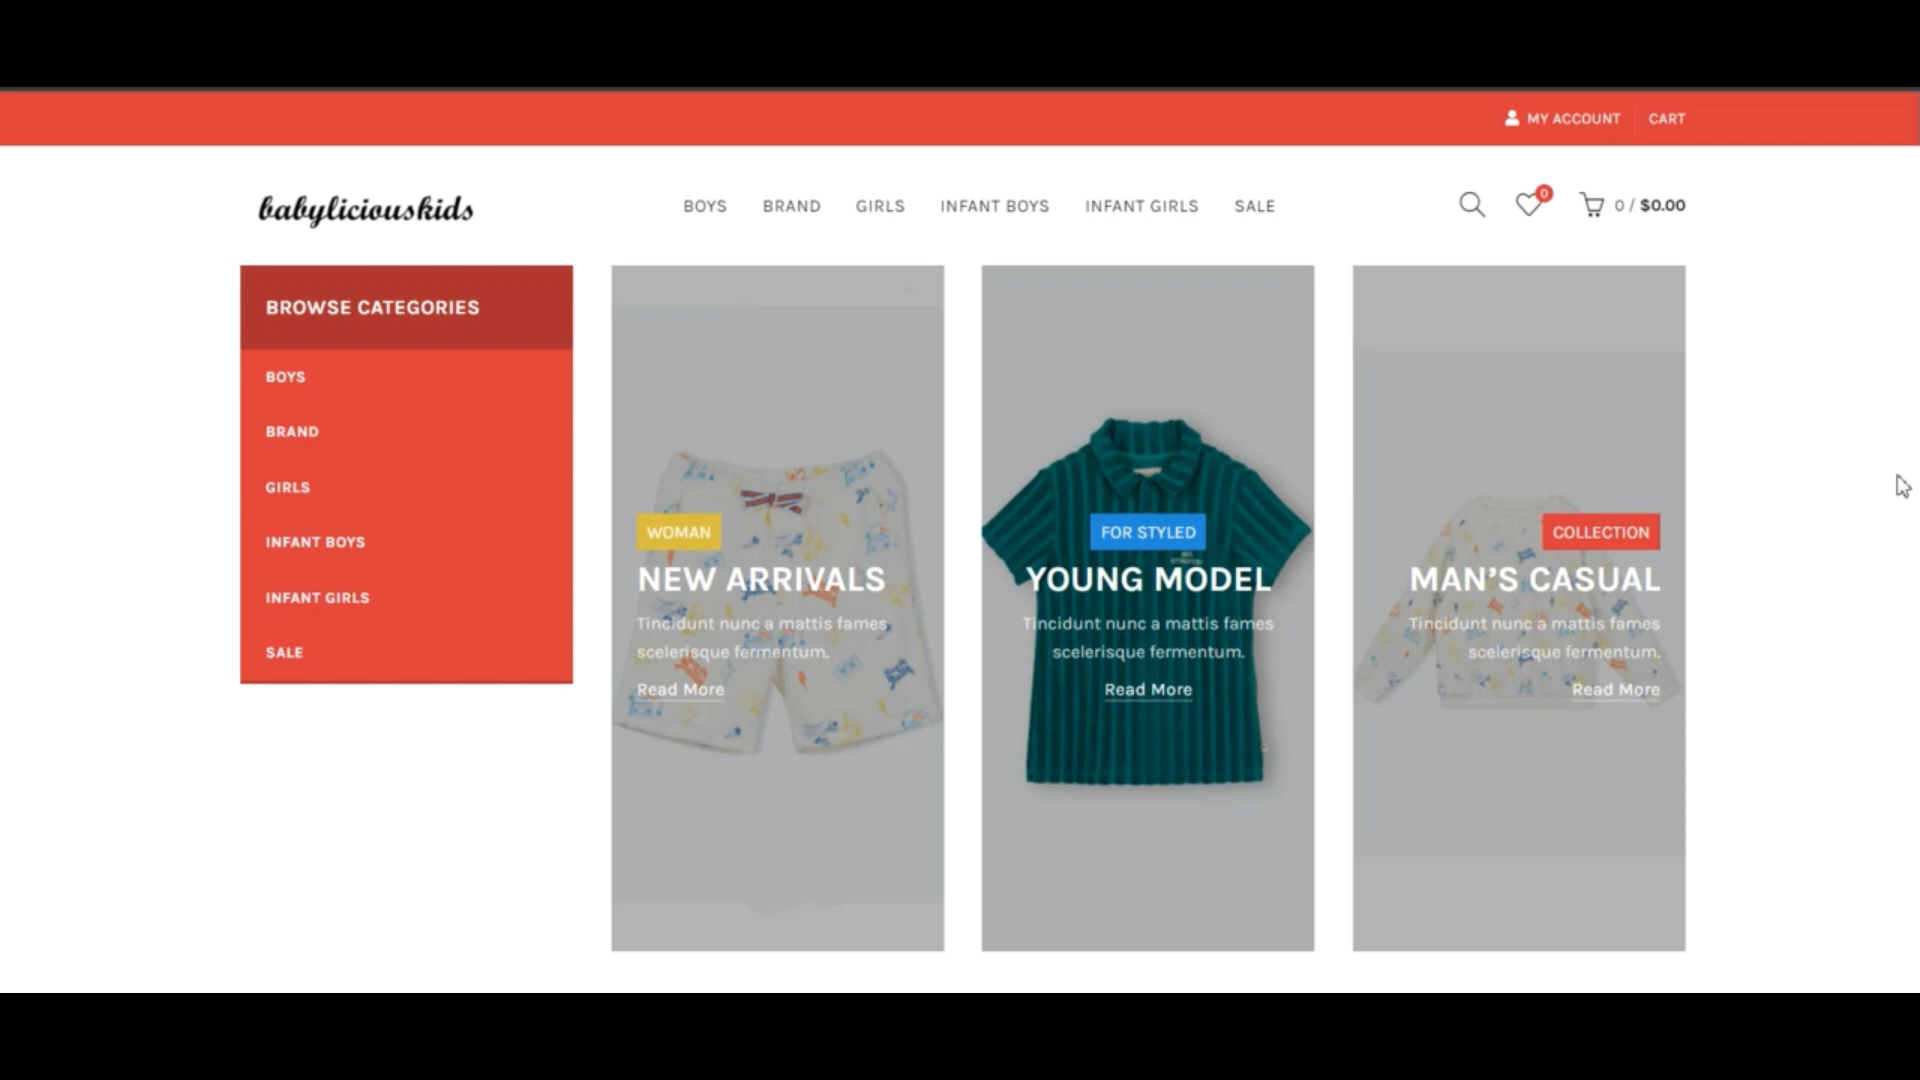 MY ACCOUNT CART
babyliciouskids
BOYS BRAND GIRLS INFANT BOYS INFANT GIRLS SALE
0
0 / $0.00
BROWSE CATEGORIES
BOYS
BRAND
GIRLS
INFANT BOYS
INFANT GIRLS
SALE
WOMAN
NEW ARRIVALS
Tincidunt nunc a mattis fames
scelerisque fermentum.
Read More
FOR STYLED
YOUNG MODEL
Tincidunt nunc a mattis fames
scelerisque fermentum.
Read More
COLLECTION
MAN’S CASUAL
Tincidunt nunc a mattis fames
scelerisque fermentum.
Read More